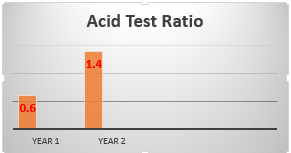 Acid Test Ratio
1.4
0.6
YEAR 1 YEAR 2